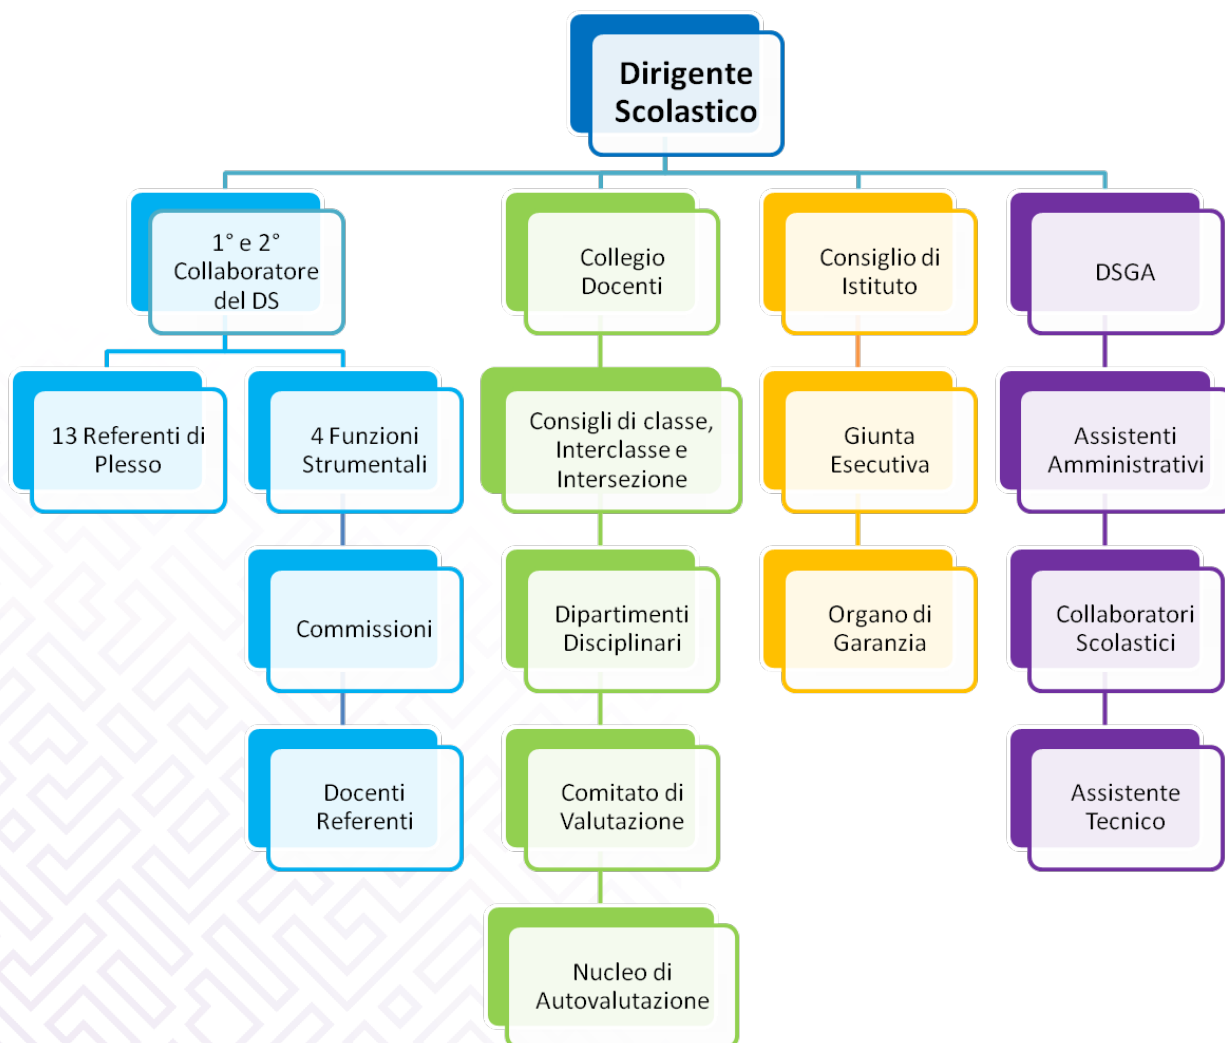 Dirigente
Scolastico
1° e 2°
Collaboratore
del DS
Collegio
Docenti
Consiglio di
Istituto
DSGA
13 Referenti di
Plesso
4 Funzioni
Strumentali
Consigli di classe,
Interclasse e
Intersezione
Giunta
Esecutiva
Assistenti
Amministrativi
Commissioni
Dipartimenti
Disciplinari
Organo di
Garanzia
Collaboratori
Scolastici
Docenti
Referenti
Comitato di
Valutazione
Assistente
Tecnico
Nucleo di
Autovalutazione